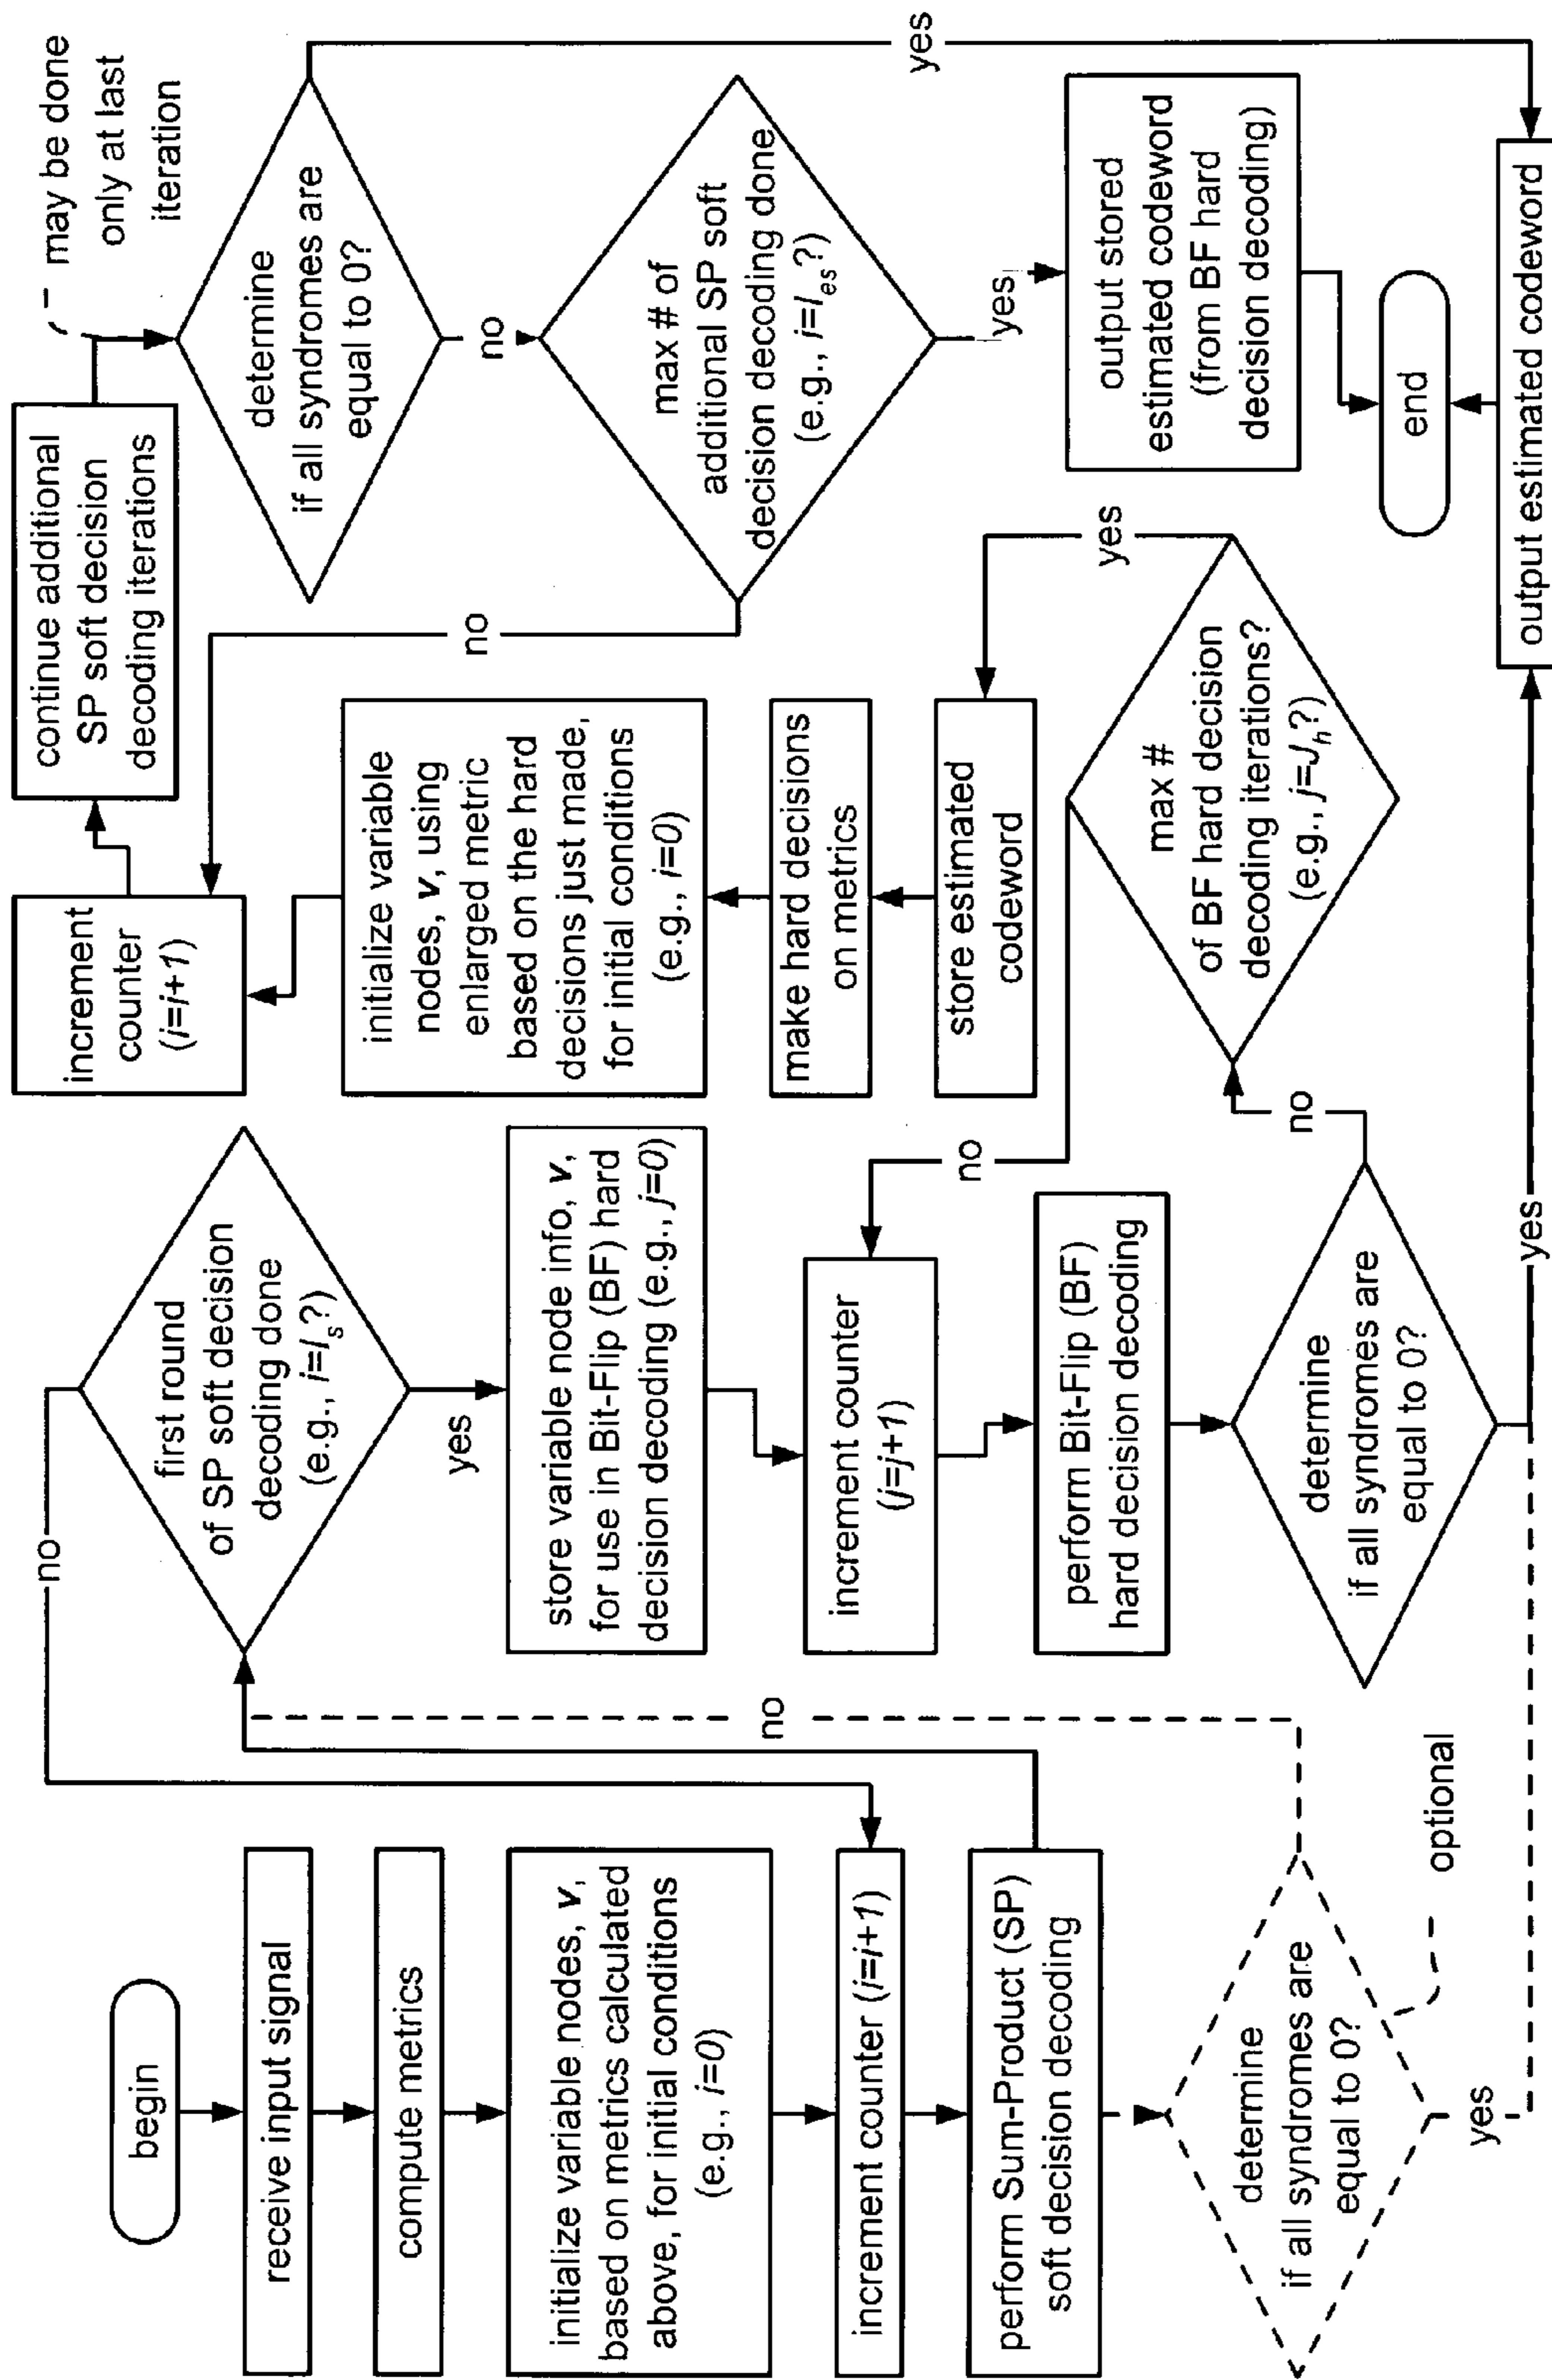 begin
receive input signal
compute metrics
initialize variable nodes, v,
based on metrics calculated
above, for initial conditions
(e.g., i=0)
increment counter (i=i+1)
perform Sum-Product (SP)
soft decision decoding
determine
if all syndromes are
equal to 0?
optional
yes
no
no
first round
of SP soft decision
decoding done
(e.g., i=Is?)
yes
store variable node info, v,
for use in Bit-Flip (BF) hard
decision decoding (e.g., j=0)
increment counter
(j=j+1)
perform Bit-Flip (BF)
hard decision decoding
determine
if all syndromes are
equal to 0?
yes
no
no
max #
of BF hard decision
decoding iterations?
(e.g., j=Jh?)
yes
store estimated
codeword
make hard decisions
on metrics
initialize variable
nodes, v, using
enlarged metric
based on the hard
decisions just made,
for initial conditions
(e.g., i=0)
increment
counter
(i=i+1)
continue additional
SP soft decision
decoding iterations
may be done
only at last
iteration
determine
if all syndromes are
equal to 0?
yes
no
max # of
additional SP soft
decision decoding done
(e.g., i=Ies?)
no
yes
output stored
estimated codeword
(from BF hard
decision decoding)
end
output estimated codeword